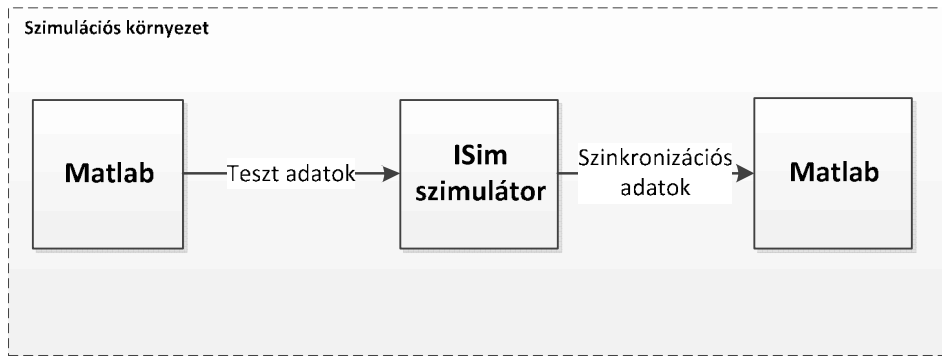 Szimulációs környezet
Matlab
Teszt adatok
ISim
szimulátor
Szinkronizációs
adatok
Matlab